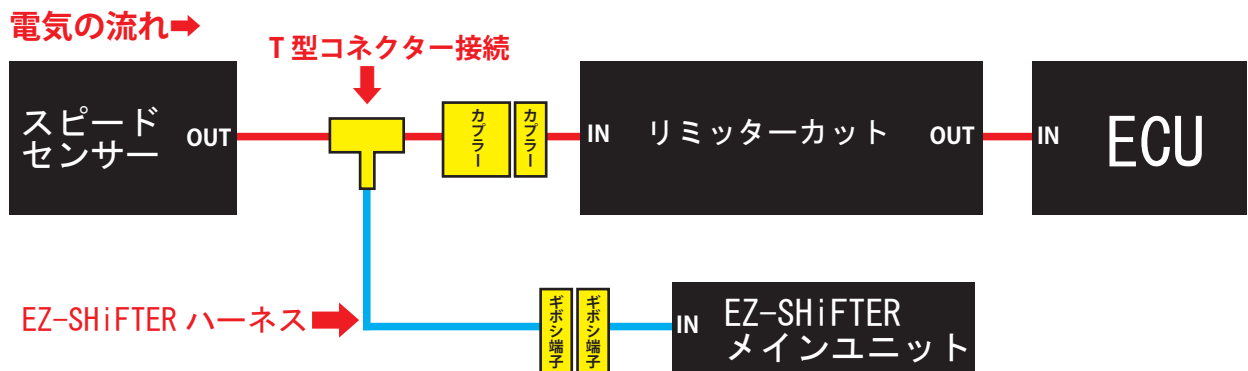 電気の流れ➡
T型コネクター接続
スピード
センサー
OUT
カプラー
カプラー
IN
リミッターカット
OUT
IN
ECU
EZ-SHiFTER ハーネス
ギボシ端子
ギボシ端子
IN
EZ-SHiFTER
メインユニット